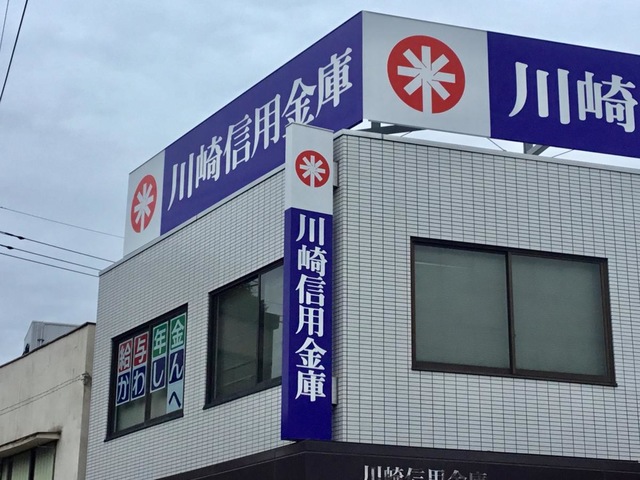 川崎信用金庫
川崎
川崎信用金庫
給与 年金
かわしんへ
川崎信用金庫